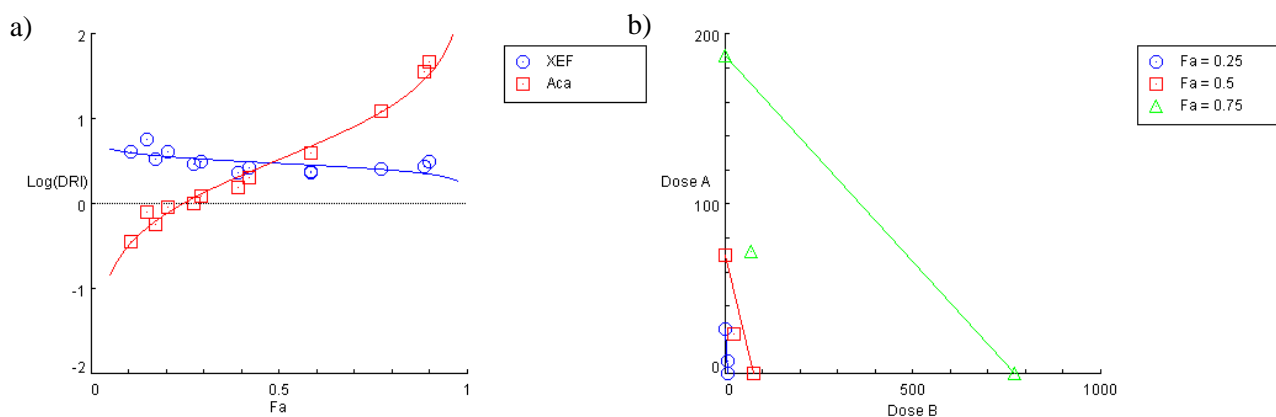 a)
2
1
Log(DRI)
0
-1
-2
0
0.5
1
Fa
XEF
Aca
b)
200
Dose A
100
0
0
500
1000
Dose B
Fa = 0.25
Fa = 0.5
Fa = 0.75